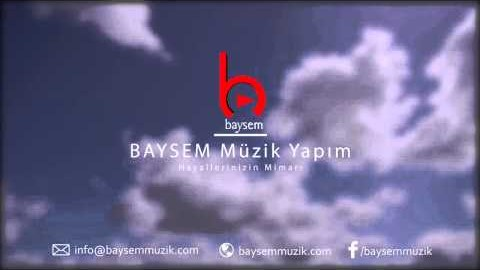 baysem
BAYSEM Müzik Yapım
Hayallerinizin Mimarı
info@baysemmuzik.com baysemmuzik.com /baysemmuzik